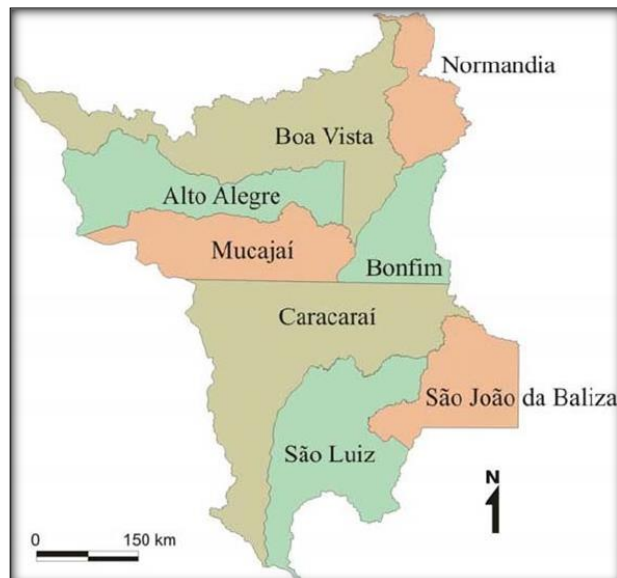 Normandia
Boa Vista
Alto Alegre
Mucajaí
Bonfim
Caracaraí
São João da Baliza
São Luiz
N
0 150 km